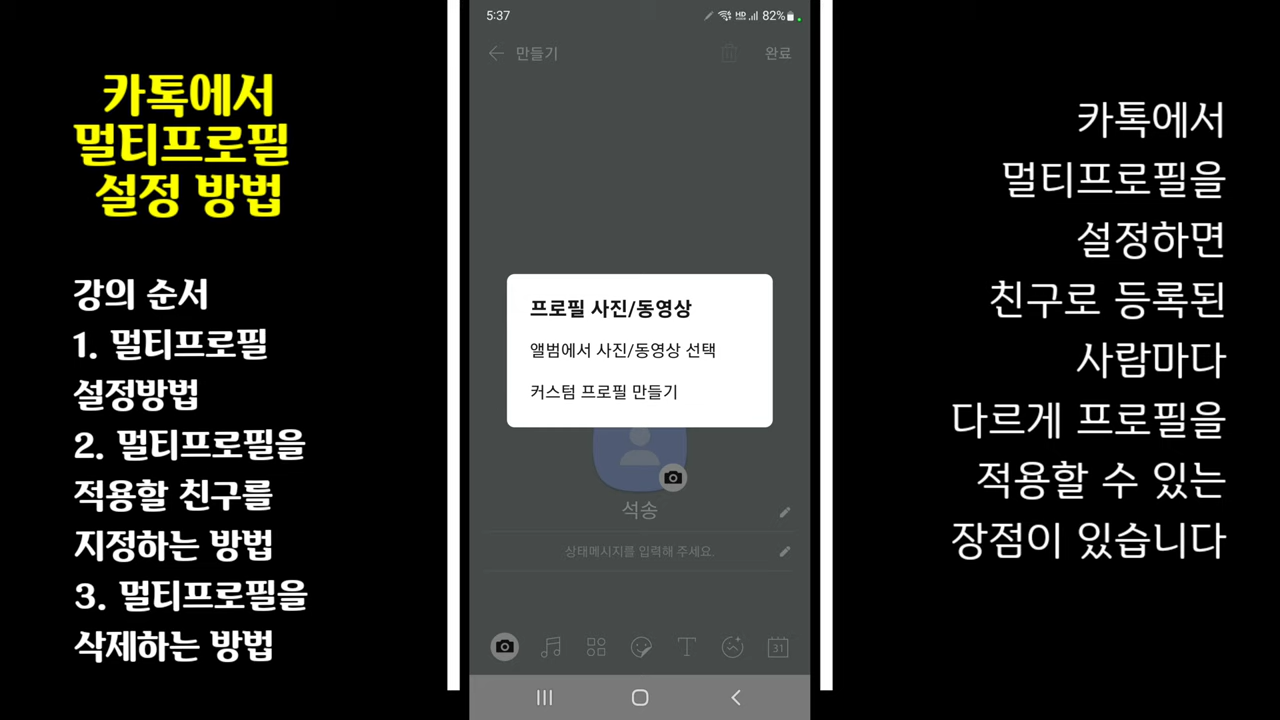 카톡에서
멀티프로필
설정 방법
강의 순서
1. 멀티프로필
설정방법
2. 멀티프로필을
적용할 친구를
지정하는 방법
3. 멀티프로필을
삭제하는 방법
5:37
HD
82%
만들기
완료
프로필 사진/동영상
앨범에서 사진/동영상 선택
커스텀 프로필 만들기
석송
상태메시지를 입력해 주세요.
T
31
카톡에서
멀티프로필을
설정하면
친구로 등록된
사람마다
다르게 프로필을
적용할 수 있는
장점이 있습니다